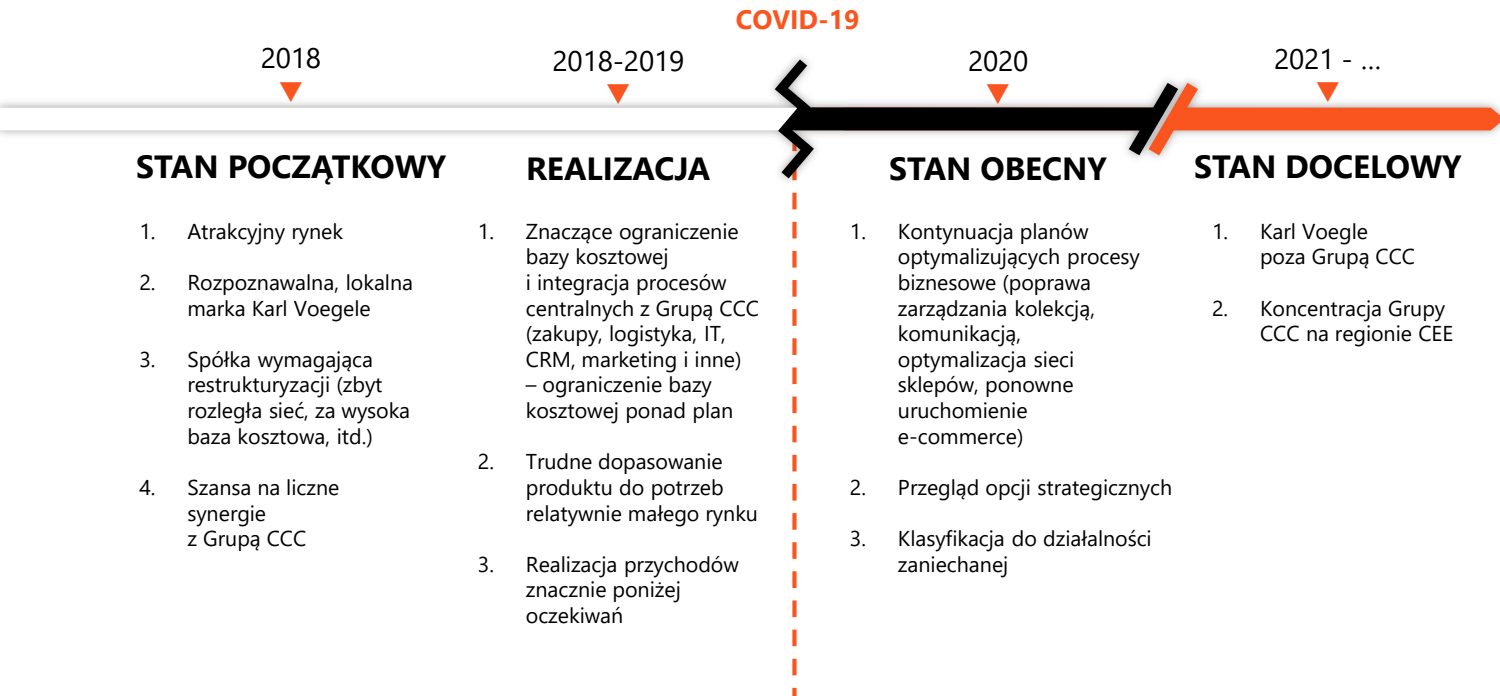 COVID-19
2018
2018-2019
2020
2021 - ...
STAN POCZĄTKOWY
1. Atrakcyjny rynek
2. Rozpoznawalna, lokalna
marka Karl Voegele
3. Spółka wymagająca
restrukturyzacji (zbyt
rozległa sieć, za wysoka
baza kosztowa, itd.)
4. Szansa na liczne
synergie
z Grupą CCC
REALIZACJA
1. Znaczące ograniczenie
bazy kosztowej
i integracja procesów
centralnych z Grupą CCC
(zakupy, logistyka, IT,
CRM, marketing i inne)
– ograniczenie bazy
kosztowej ponad plan
2. Trudne dopasowanie
produktu do potrzeb
relatywnie małego rynku
3. Realizacja przychodów
znacznie poniżej
oczekiwań
STAN OBECNY
1. Kontynuacja planów
optymalizujących procesy
biznesowe (poprawa
zarządzania kolekcją,
komunikacją,
optymalizacja sieci
sklepów, ponowne
uruchomienie
e-commerce)
2. Przegląd opcji strategicznych
3. Klasyfikacja do działalności
zaniechanej
STAN DOCELOWY
1. Karl Voegle
poza Grupą CCC
2. Koncentracja Grupy
CCC na regionie CEE